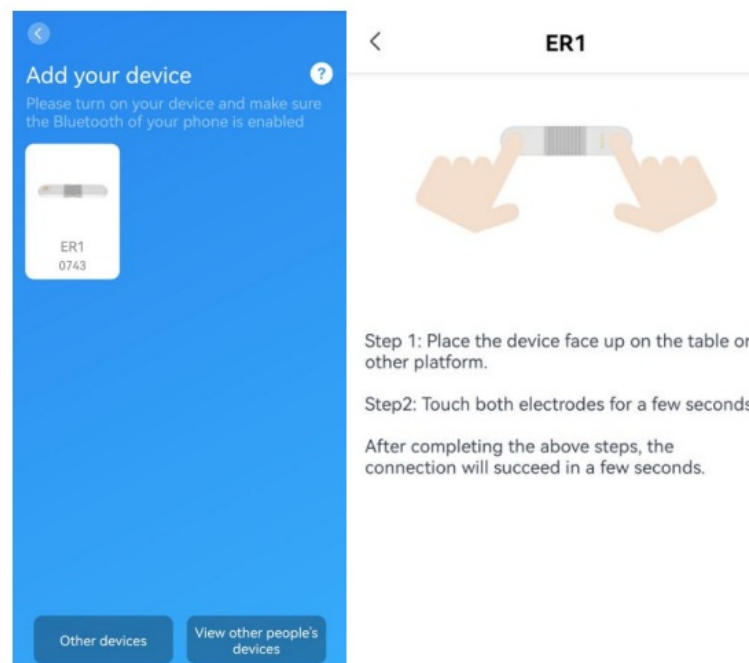 Add your device
?
Please turn on your device and make sure
the Bluetooth of your phone is enabled
ER1
0743
Other devices
View other people's
devices
ER1
Step 1: Place the device face up on the table or
other platform.
Step2: Touch both electrodes for a few seconds
After completing the above steps, the
connection will succeed in a few seconds.